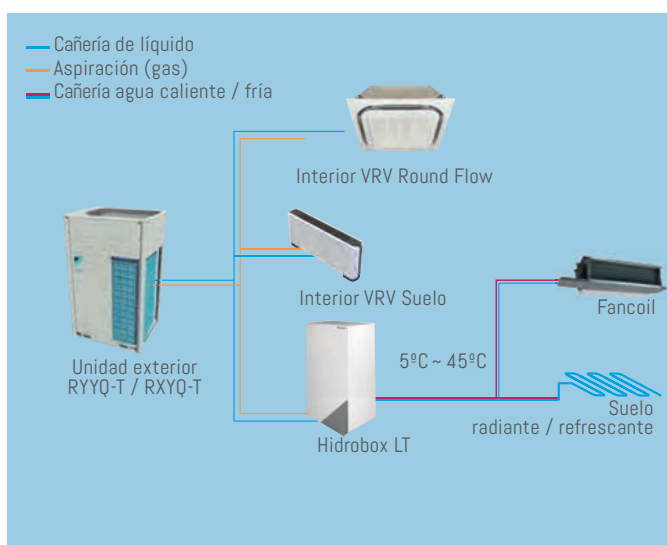 Cañería de líquido
Aspiración (gas)
Cañería agua caliente / fría
Interior VRV Round Flow
Interior VRV Suelo
Fancoil
Unidad exterior
RYYQ-T / RXYQ-T
5ºC ~ 45ºC
Suelo
radiante / refrescante
Hidrobox LT